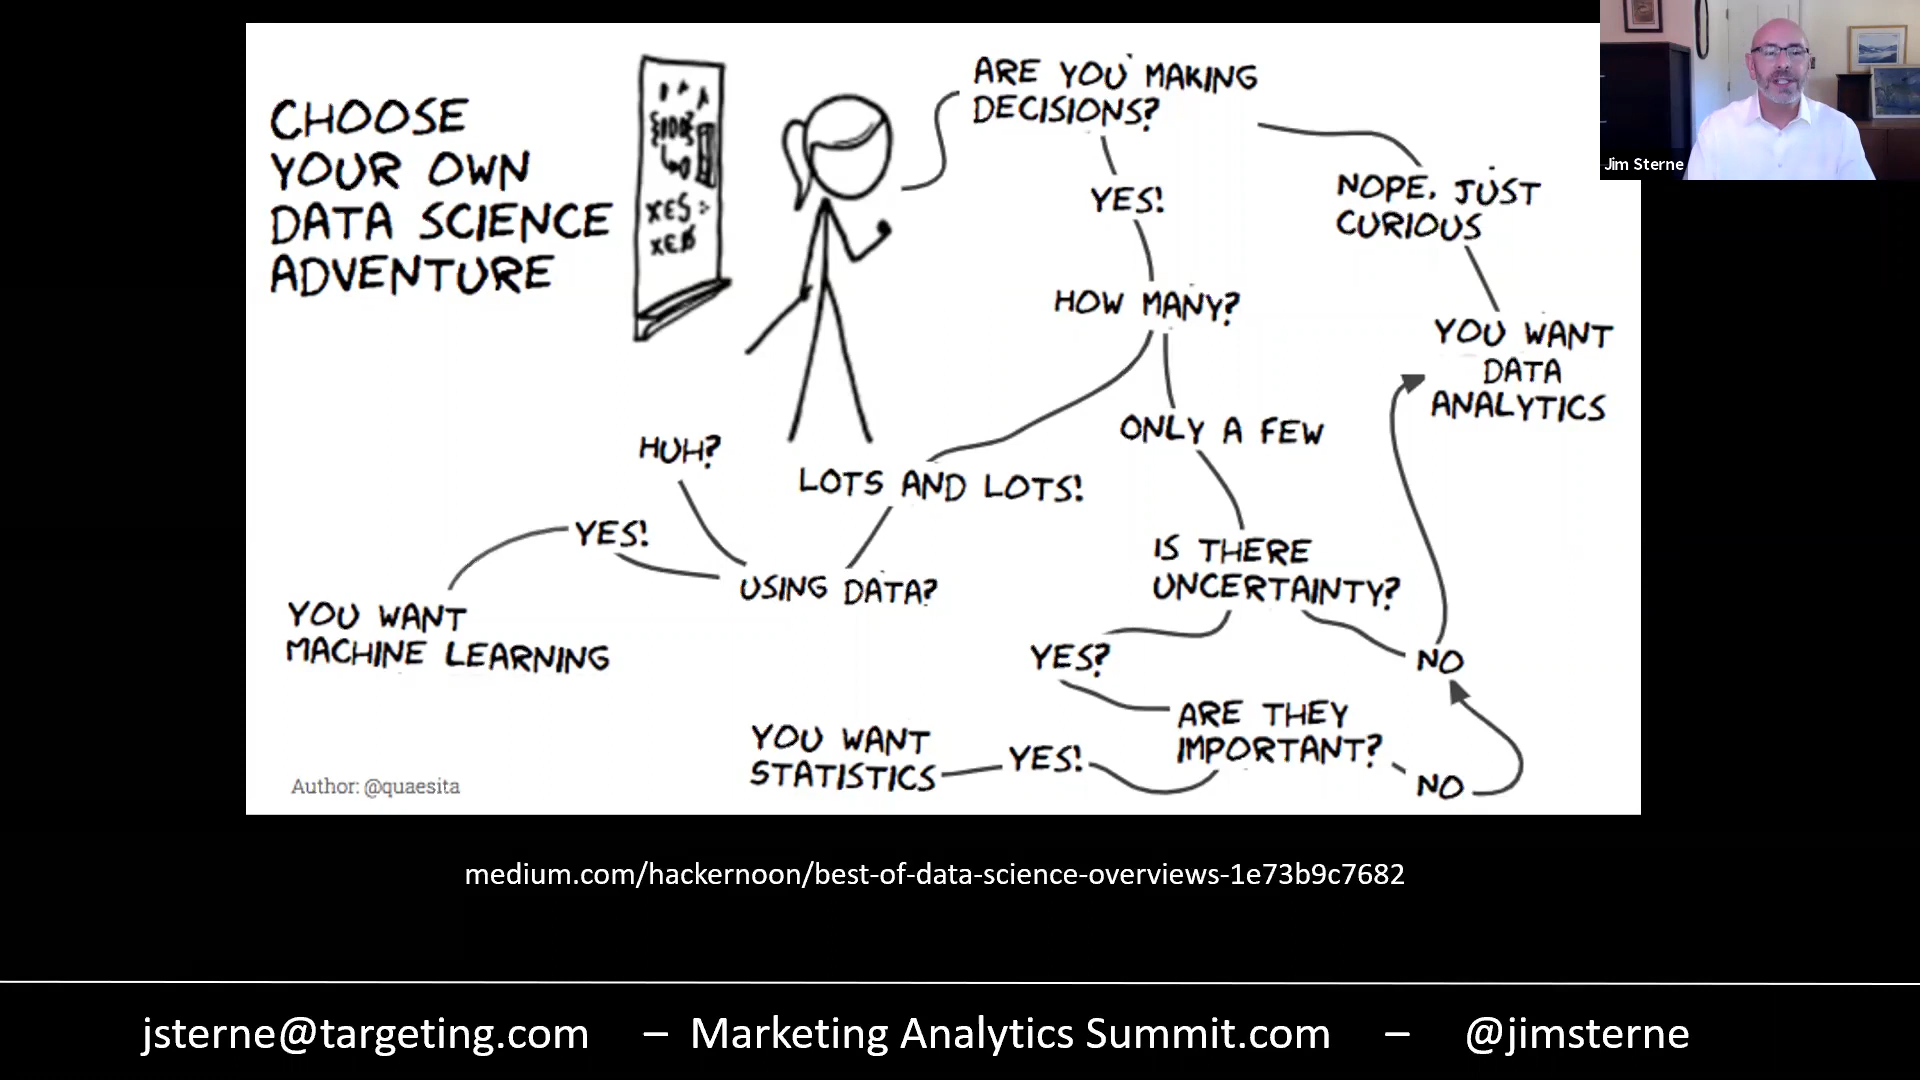 CHOOSE
YOUR OWN
DATA SCIENCE
ADVENTURE
ARE YOU MAKING
DECISIONS?
YES!
NOPE, JUST
CURIOUS
HOW MANY?
YOU WANT
DATA
ANALYTICS
ONLY A FEW
HUH?
LOTS AND LOTS!
YES!
USING DATA?
IS THERE
UNCERTAINTY?
YOU WANT
MACHINE LEARNING
YES?
NO
ARE THEY
IMPORTANT?
YOU WANT
STATISTICS
YES!
NO
Author: @quaesita
Jim Sterne
medium.com/hackernoon/best-of-data-science-overviews-1e73b9c7682
jsterne@targeting.com – Marketing Analytics Summit.com – @jimsterne